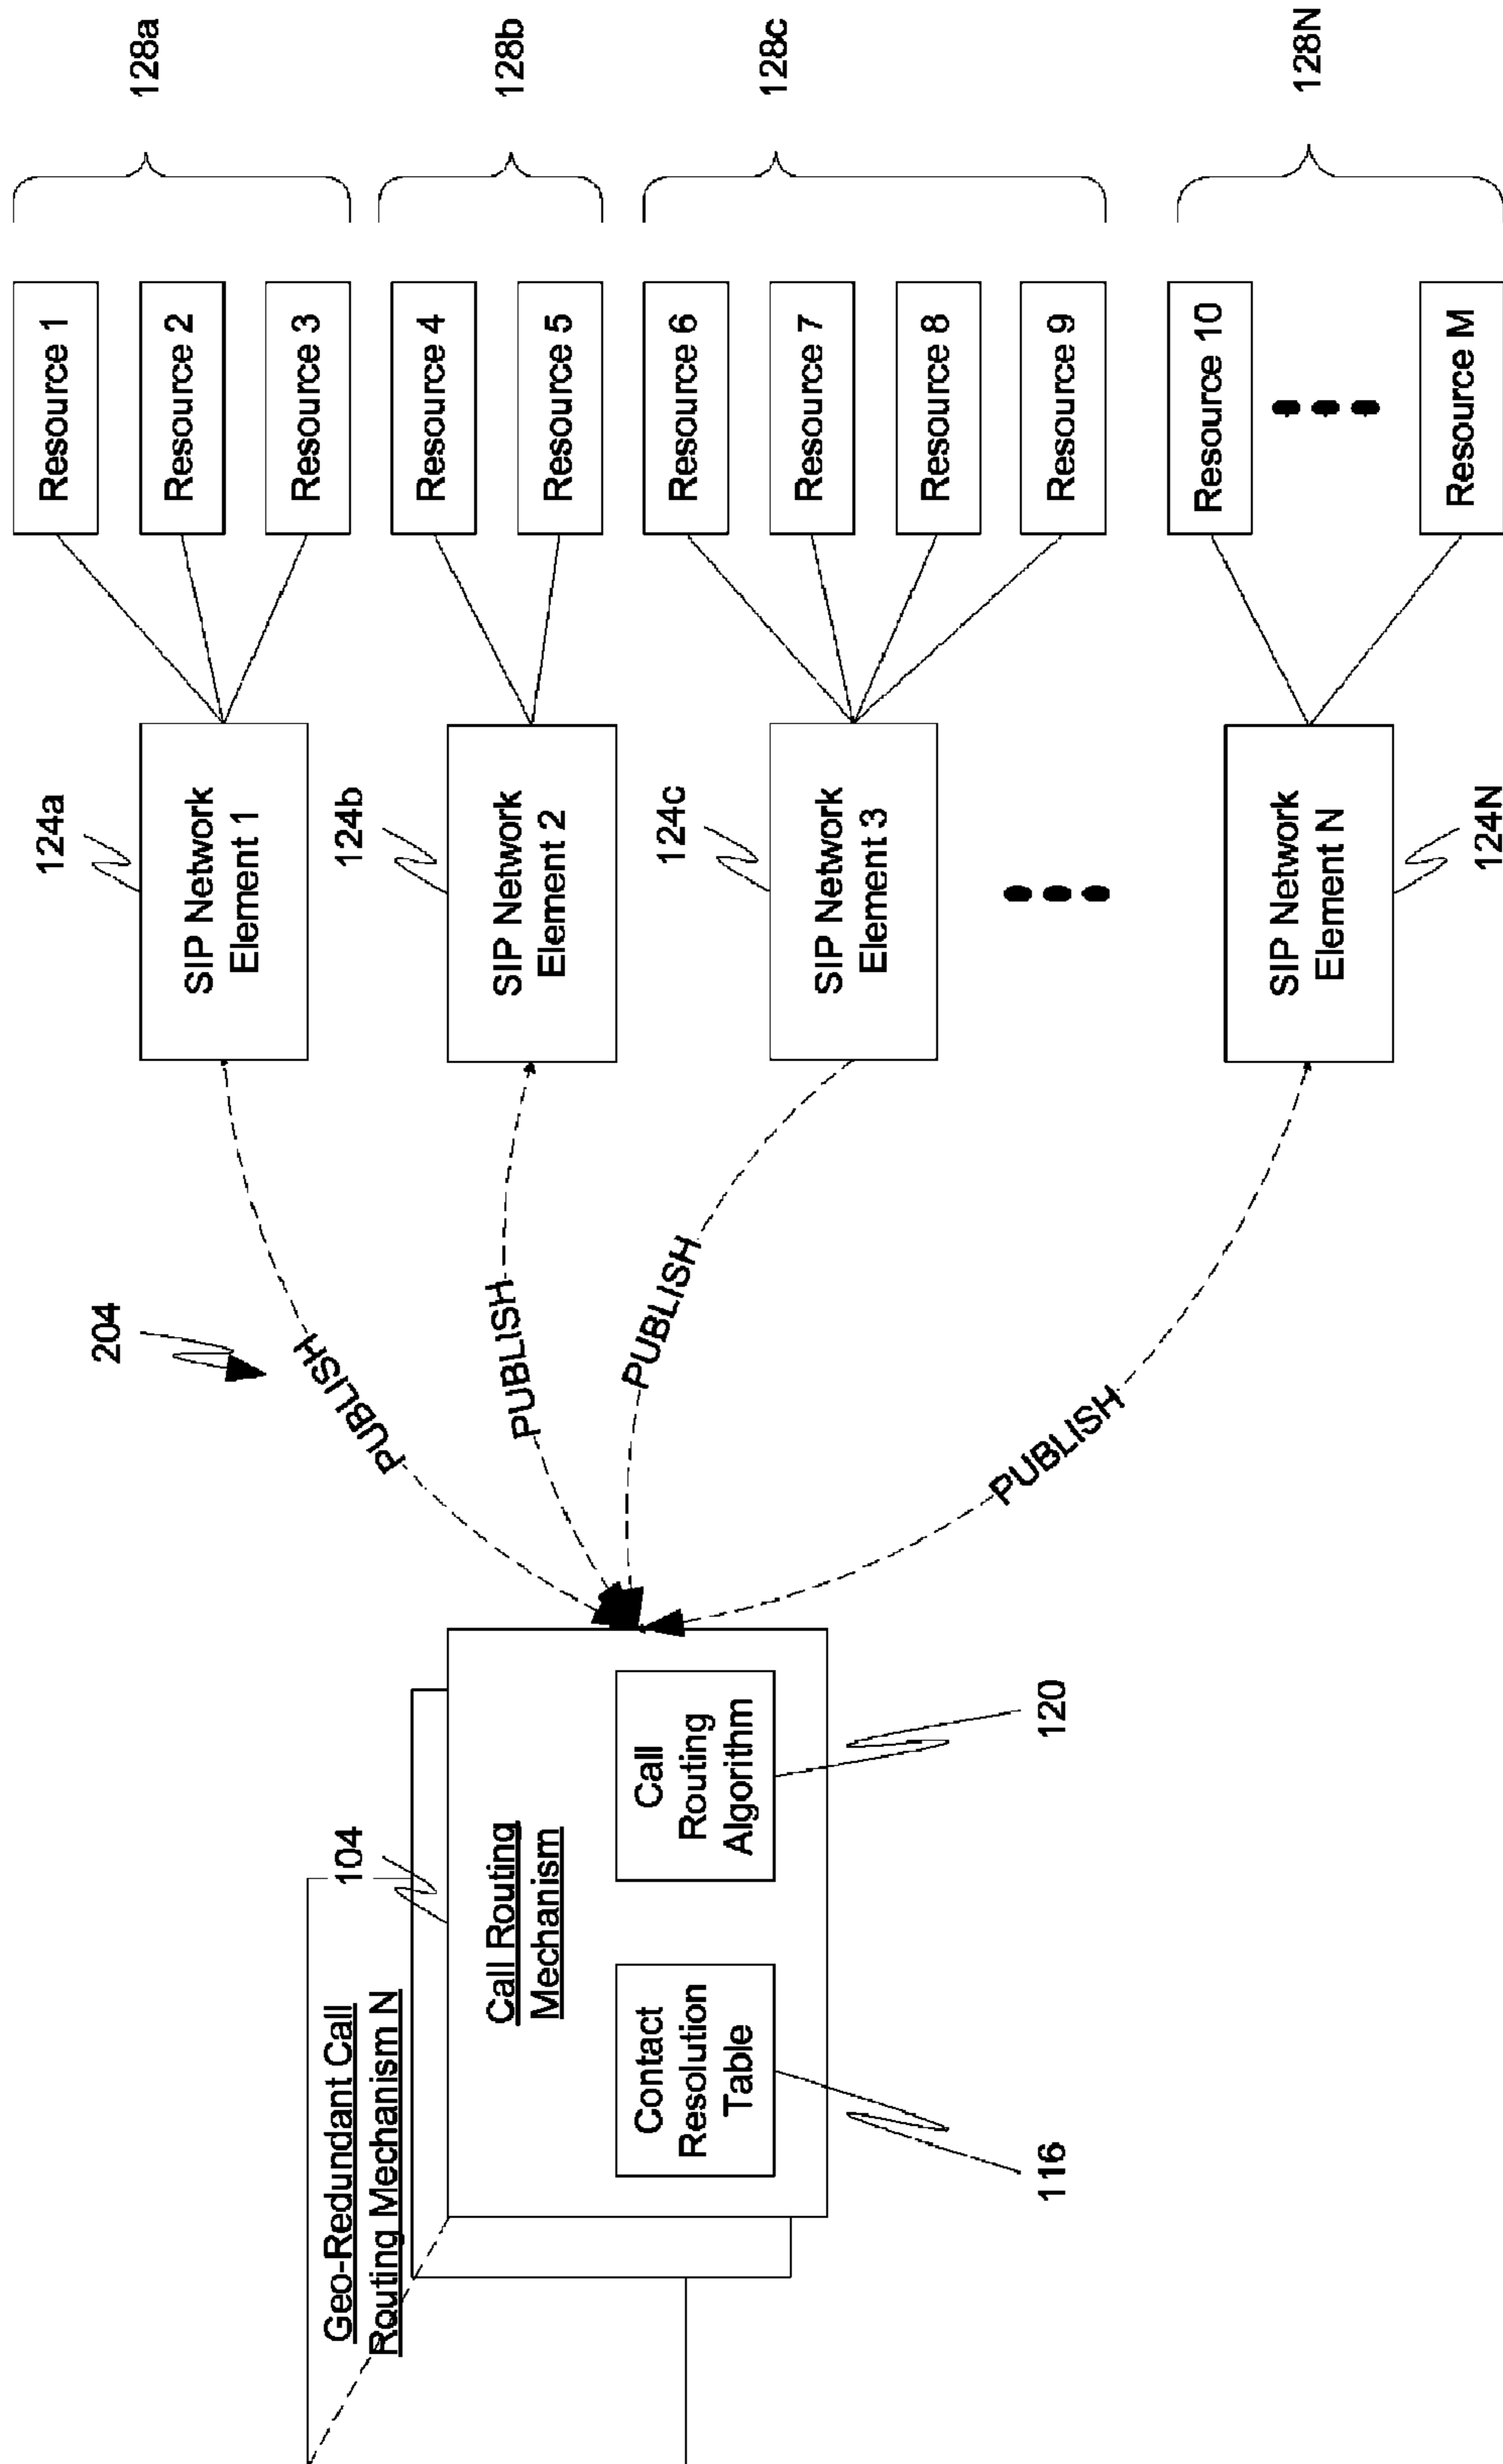 128a
128b
128c
128N
Resource 1
Resource 2
Resource 3
Resource 4
Resource 5
Resource 6
Resource 7
Resource 8
Resource 9
Resource 10
Resource M
124a
SIP Network
Element 1
124b
SIP Network
Element 2
124c
SIP Network
Element 3
SIP Network
Element N
124N
204
PUBLISH
PUBLISH
PUBLISH
PUBLISH
104
Geo-Redundant Call
Routing Mechanism N
Call Routing
Mechanism
Contact
Resolution
Table
Call
Routing
Algorithm
116
120